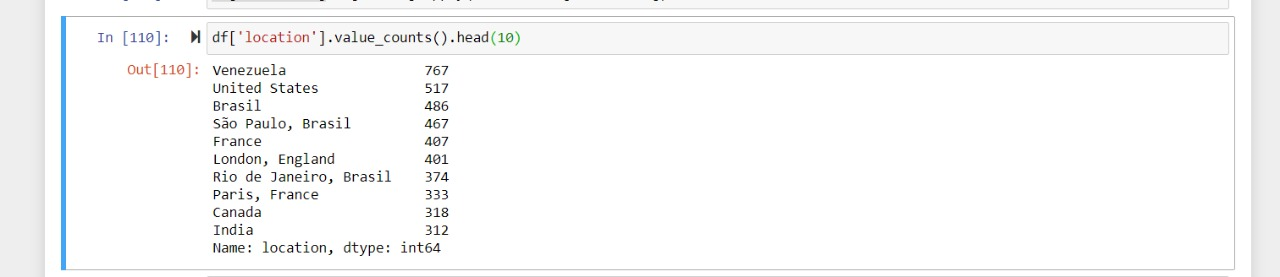 In [110]: df['location'].value_counts().head(10)
Out[110]: Venezuela 767
United States 517
Brasil 486
São Paulo, Brasil 467
France 407
London, England 401
Rio de Janeiro, Brasil 374
Paris, France 333
Canada 318
India 312
Name: location, dtype: int64